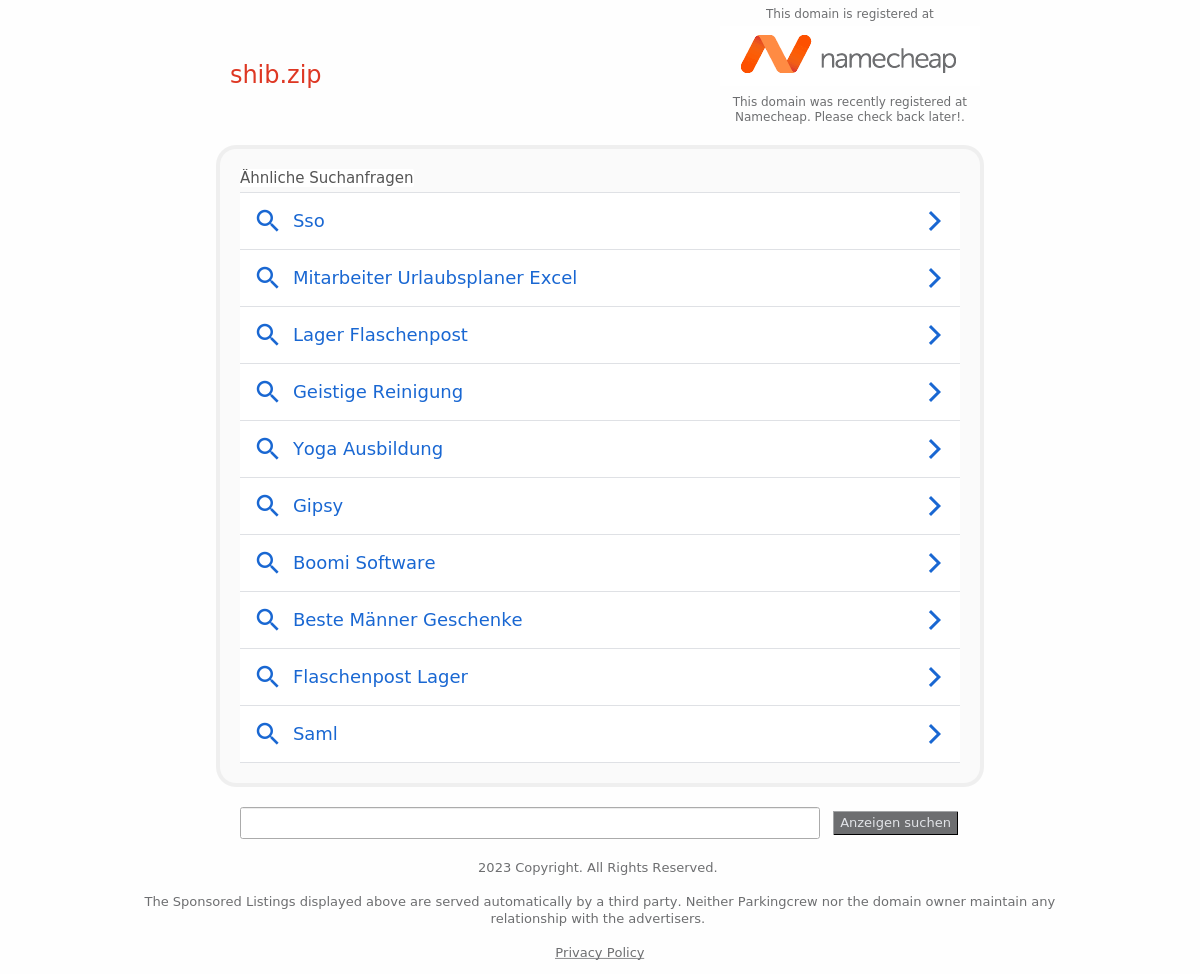 This domain is registered at
namecheap
shib.zip
This domain was recently registered at
Namecheap. Please check back later!.
Ähnliche Suchanfragen
Sso
Mitarbeiter Urlaubsplaner Excel
Lager Flaschenpost
Geistige Reinigung
Yoga Ausbildung
Gipsy
Boomi Software
Beste Männer Geschenke
Flaschenpost Lager
Saml
Anzeigen suchen
2023 Copyright. All Rights Reserved.
The Sponsored Listings displayed above are served automatically by a third party. Neither Parkingcrew nor the domain owner maintain any
relationship with the advertisers.
Privacy Policy